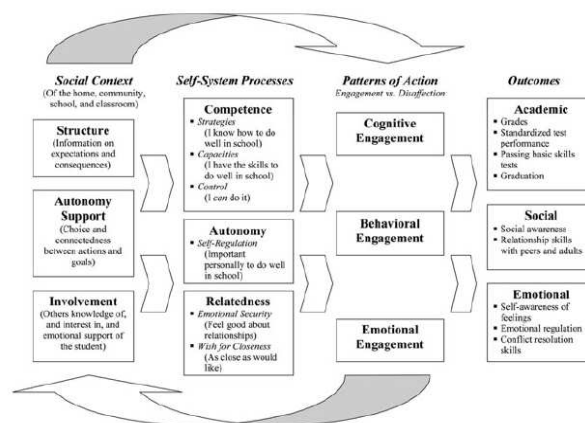 Social Context
(Of the home, community,
school, and classroom)
Structure
(Information on
expectations and
consequences)
Autonomy
Support
(Choice and
connectedness
between actions and
goals)
Involvement
(Others knowledge of,
and interest in, and
emotional support of
the student)
Self-System Processes
Competence
▪ Strategies
(I know how to do
well in school)
▪ Capacities
(I have the skills to
do well in school)
▪ Control
(I can do it)
Autonomy
▪ Self-Regulation
(Important
personally to do well
in school)
Relatedness
▪ Emotional Security
(Feel good about
relationships)
▪ Wish for Closeness
(As close as would
like)
Patterns of Action
Engagement vs. Disaffection
Cognitive
Engagement
Behavioral
Engagement
Emotional
Engagement
Outcomes
Academic
▪ Grades
▪ Standardized test
performance
▪ Passing basic skills
tests
▪ Graduation
Social
▪ Social awareness
▪ Relationship skills
with peers and adults
Emotional
▪ Self-awareness of
feelings
▪ Emotional regulation
▪ Conflict resolution
skills